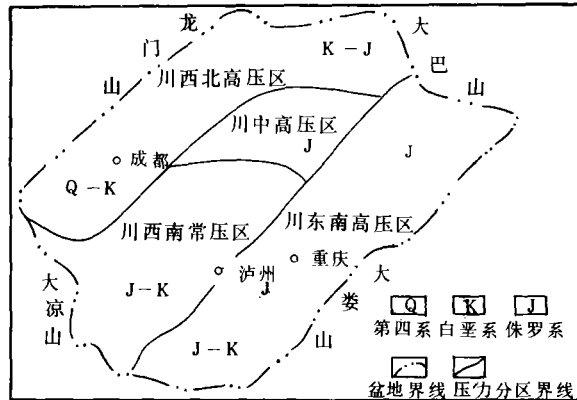 龙
门
山
大
巴
山
K-J
川西北高压区
川中高压区
J
J
成都
Q-K
川西南常压区
川东南高压区
重庆
泸州
J
J-K
J-K
大
凉
山
大
娄
山
Q K J
第四系 白垩系 侏罗系
盆地界线 压力分区界线